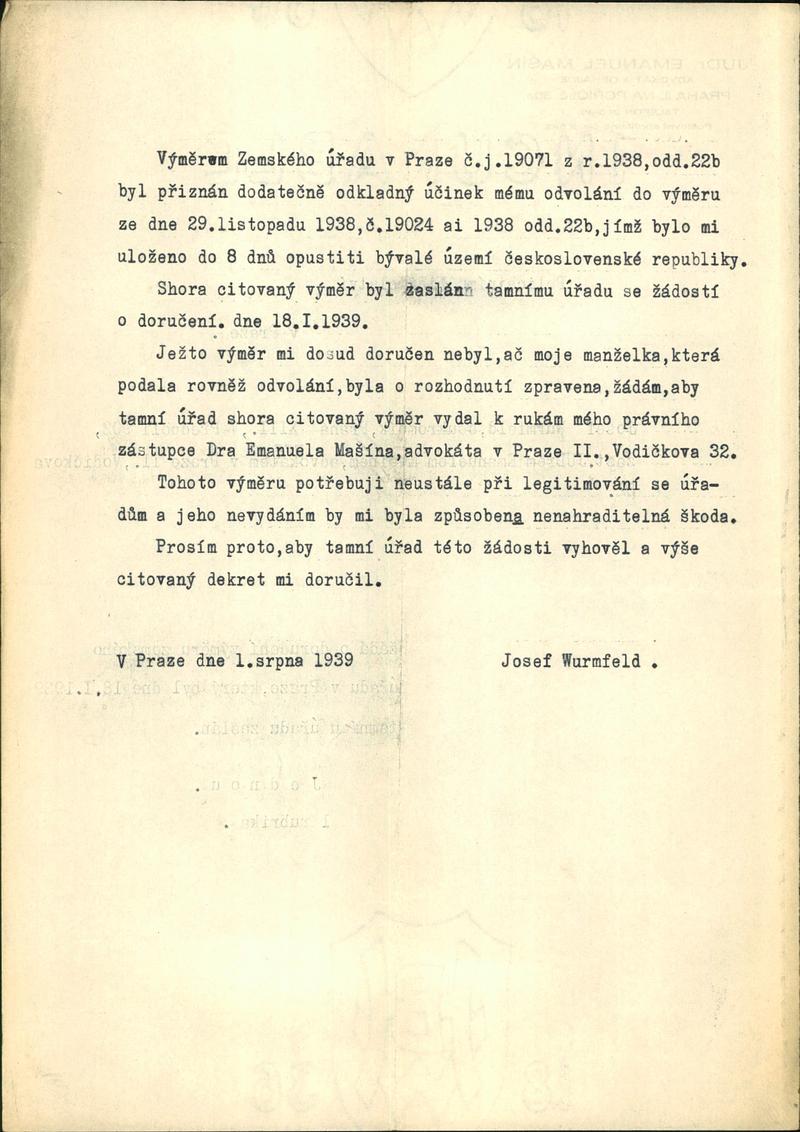 Výměrem Zemského úřadu v Praze č.j.19071 z r.1938,odd.22b
byl přiznán dodatečně odkladný účinek mému odvolání do výměru
ze dne 29.listopadu 1938,č.19024 ai 1938 odd.22b,jímž bylo mi
uloženo do 8 dnů opustiti bývalé území československé republiky.
Shora citovaný výměr byl zaslán tamnímu úřadu se žádostí
o doručení. dne 18.I.1939.
Ježto výměr mi dosud doručen nebyl,ač moje manželka,která
podala rovněž odvolání,byla o rozhodnutí zpravena,žádám,aby
tamní úřad shora citovaný výměr vydal k rukám mého právního
zástupce Dra Emanuela Mašína,advokáta v Praze II.,Vodičkova 32.
Tohoto výměru potřebuji neustále při legitimování se úřa-
dům a jeho nevydáním by mi byla způsobena nenahraditelná škoda.
Prosím proto,aby tamní úřad této žádosti vyhověl a výše
citovaný dekret mi doručil.
V Praze dne 1.srpna 1939
Josef Wurmfeld .